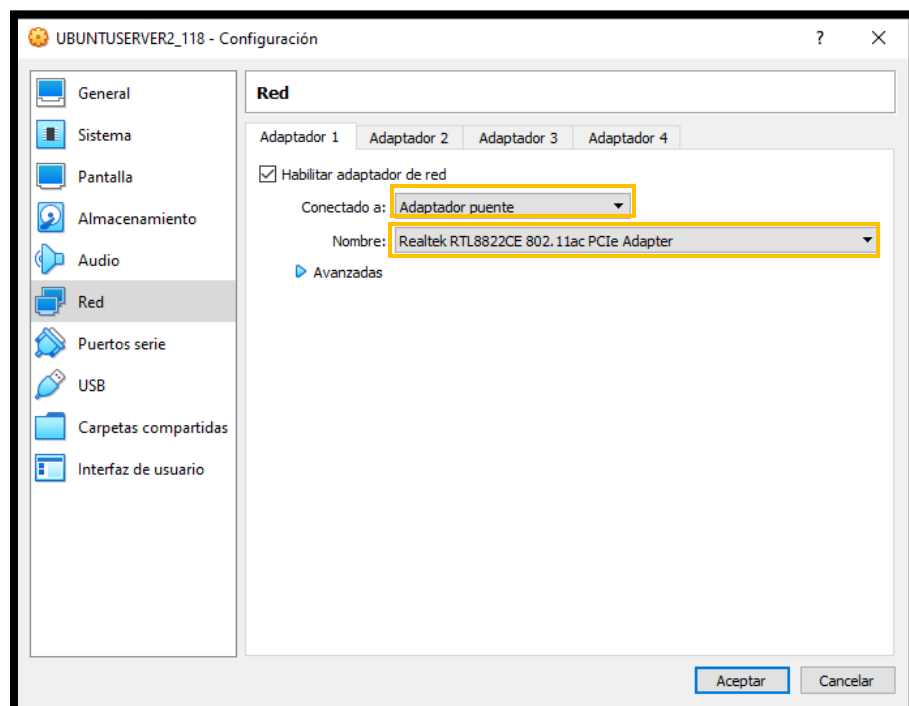 UBUNTUSERVER2_118 - Configuración
?
General
Sistema
Pantalla
Almacenamiento
Audio
Red
Puertos serie
USB
Carpetas compartidas
Interfaz de usuario
Red
Adaptador 1 Adaptador 2 Adaptador 3 Adaptador 4
Habilitar adaptador de red
Conectado a: Adaptador puente
Nombre: Realtek RTL8822CE 802.11ac PCIe Adapter
Avanzadas
Aceptar Cancelar